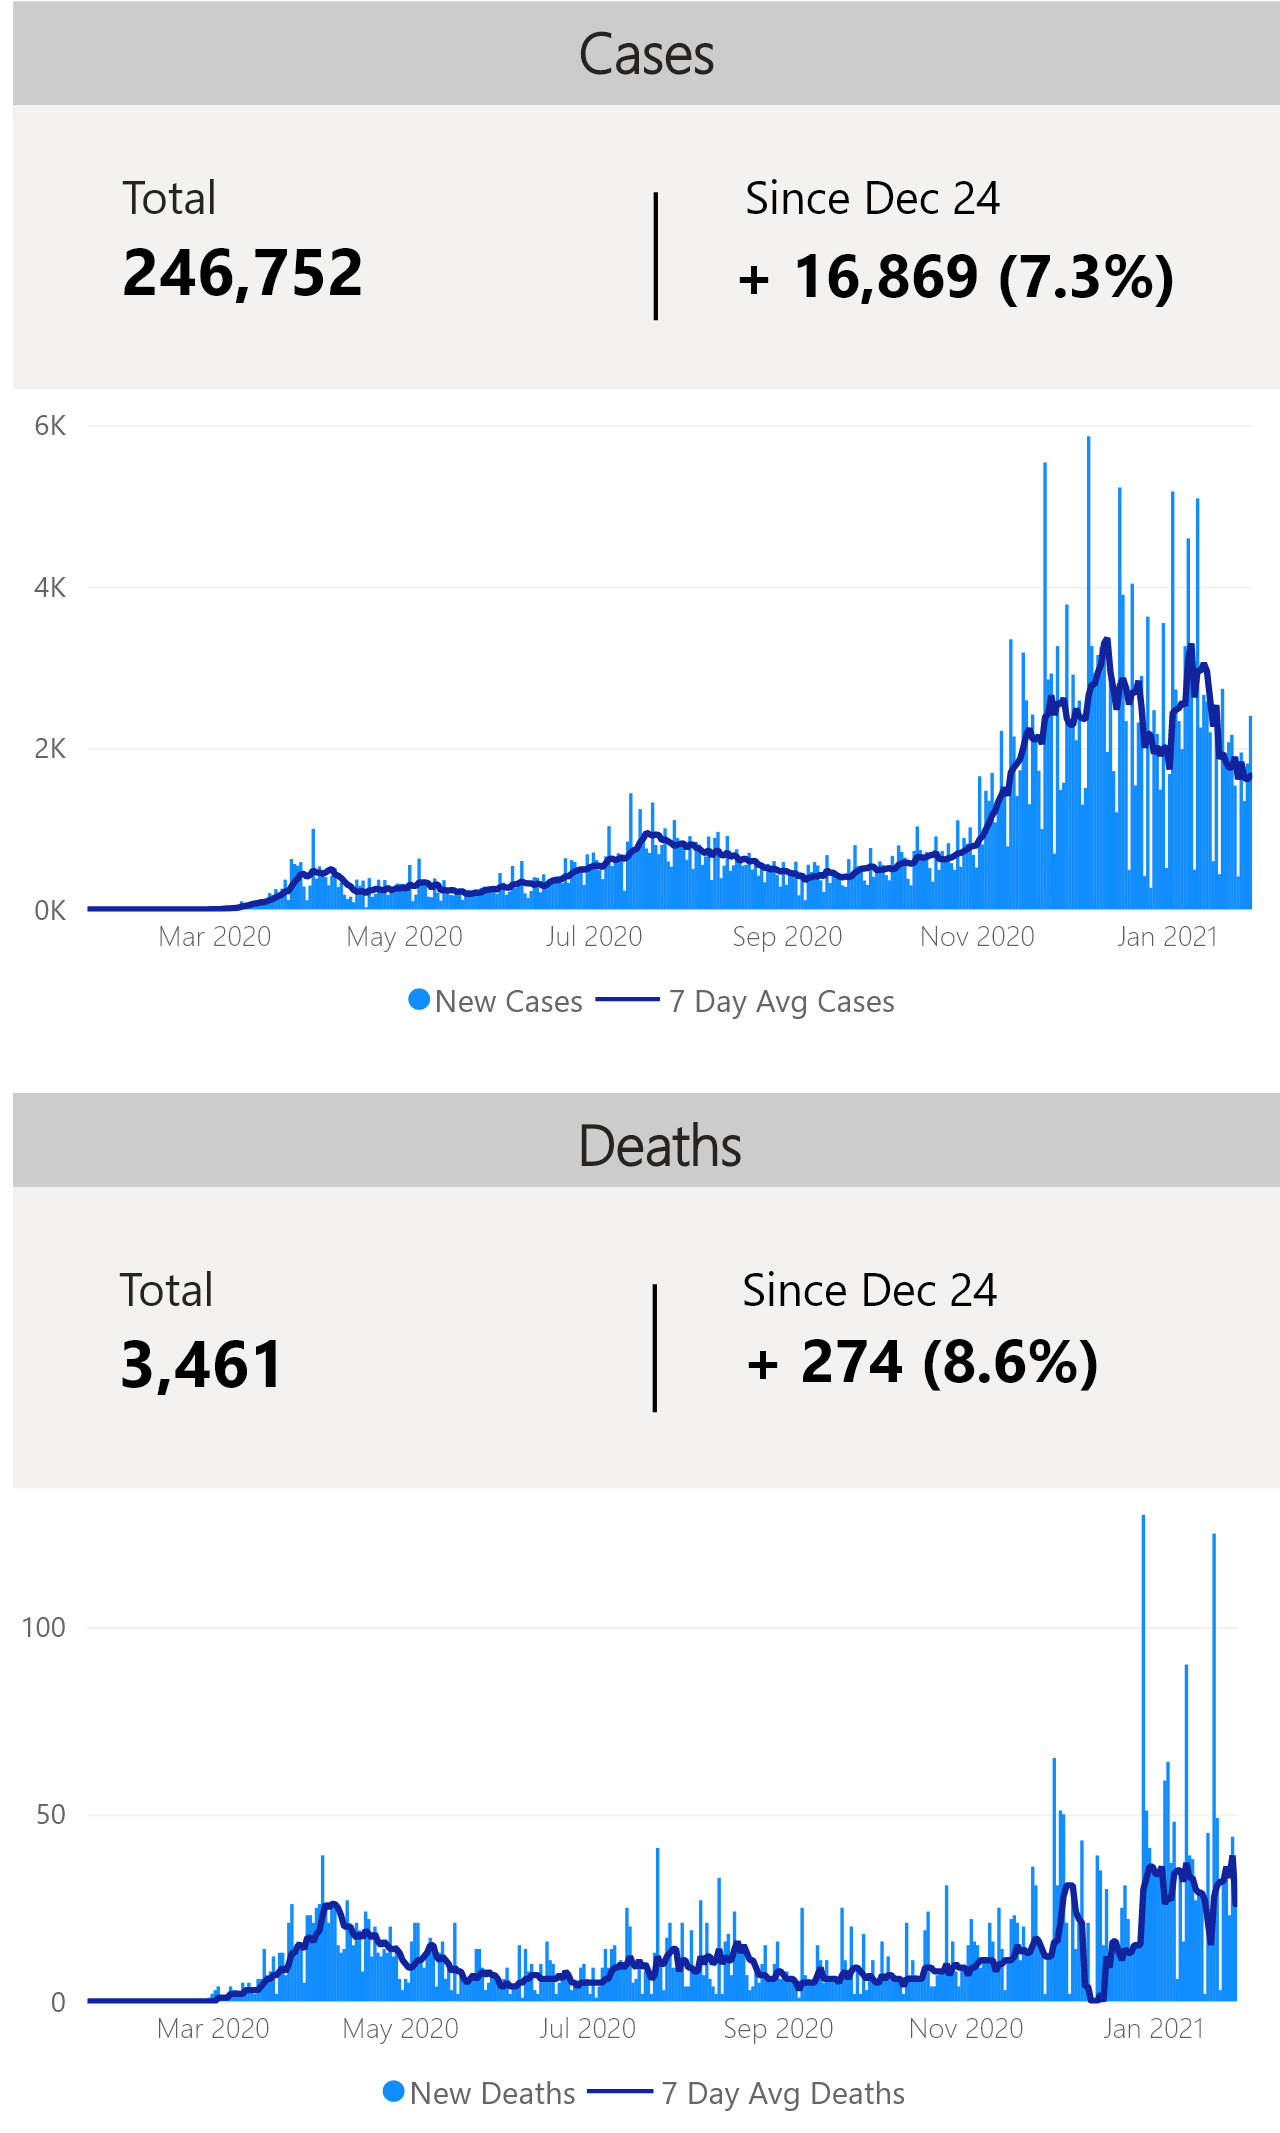 Cases
Total
Since Dec 24
246,752
+ 16,869 (7.3%)
6K
4K
2K
0K
Mar 2020 May 2020 Jul 2020 Sep 2020 Nov 2020 Jan 2021
New Cases 7 Day Avg Cases
Deaths
Total
Since Dec 24
3,461
+ 274 (8.6%)
100
50
0
Mar 2020 May 2020 Jul 2020 Sep 2020 Nov 2020 Jan 2021
New Deaths 7 Day Avg Deaths